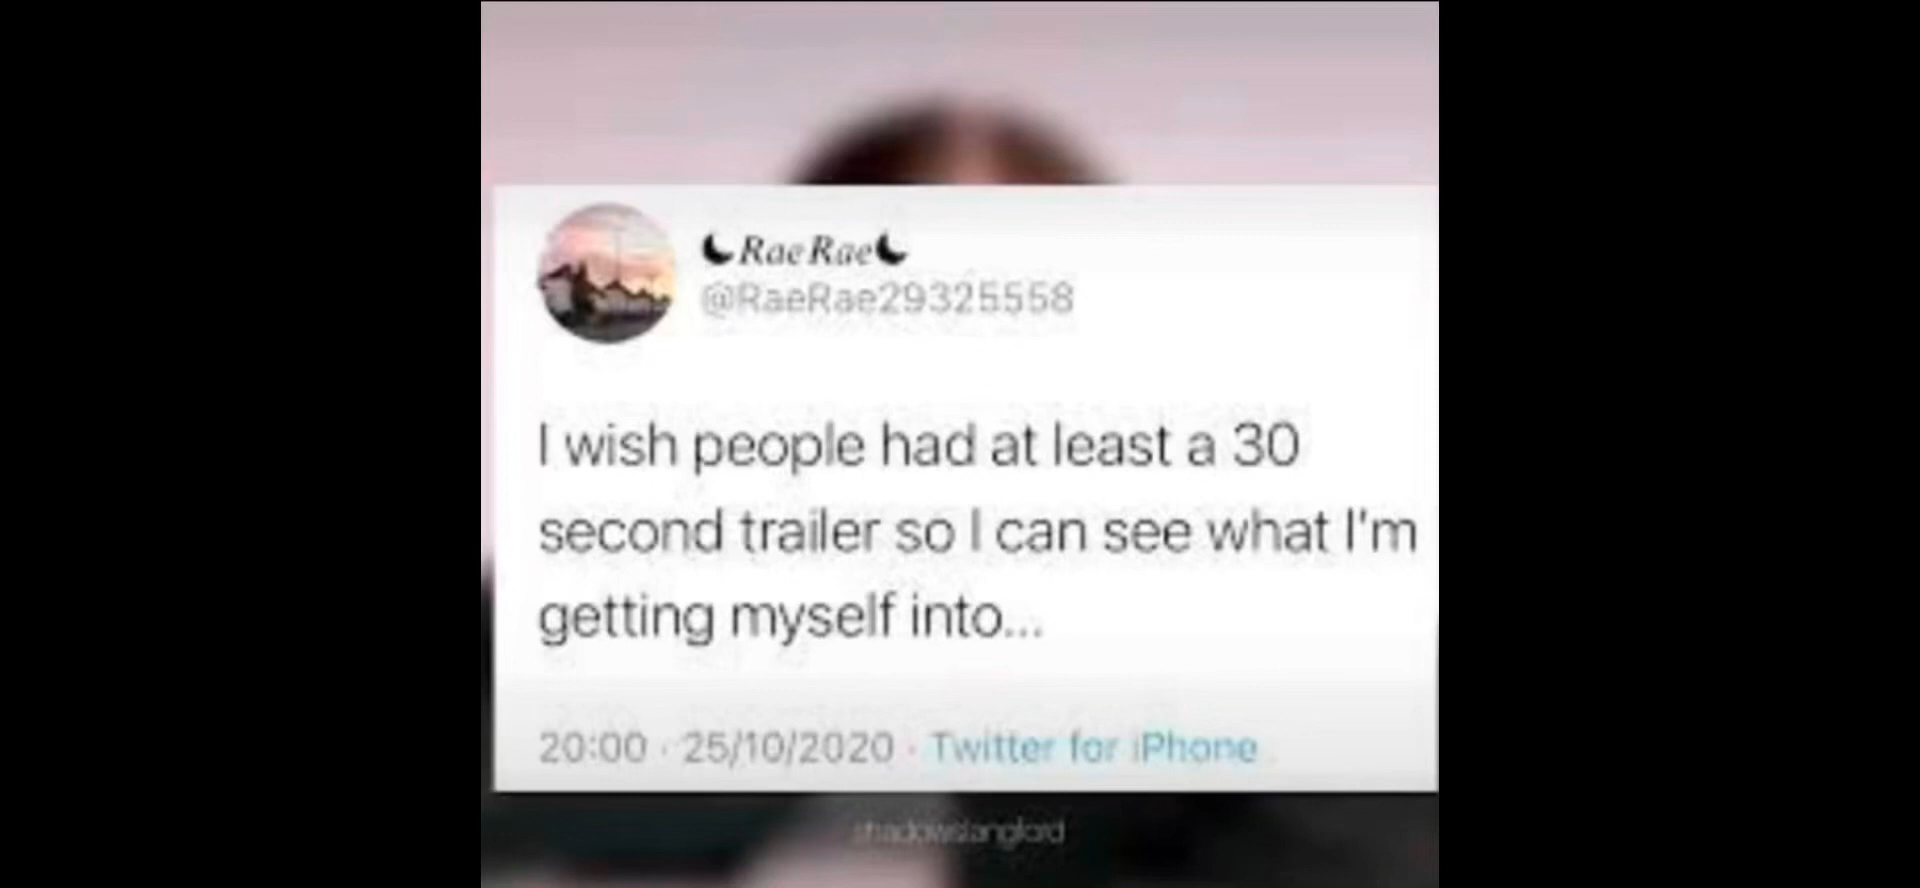 Rae Rae
@RaeRae29325558
I wish people had at least a 30
second trailer so I can see what I'm
getting myself into...
20:00 · 25/10/2020 · Twitter for iPhone
shadowslangford